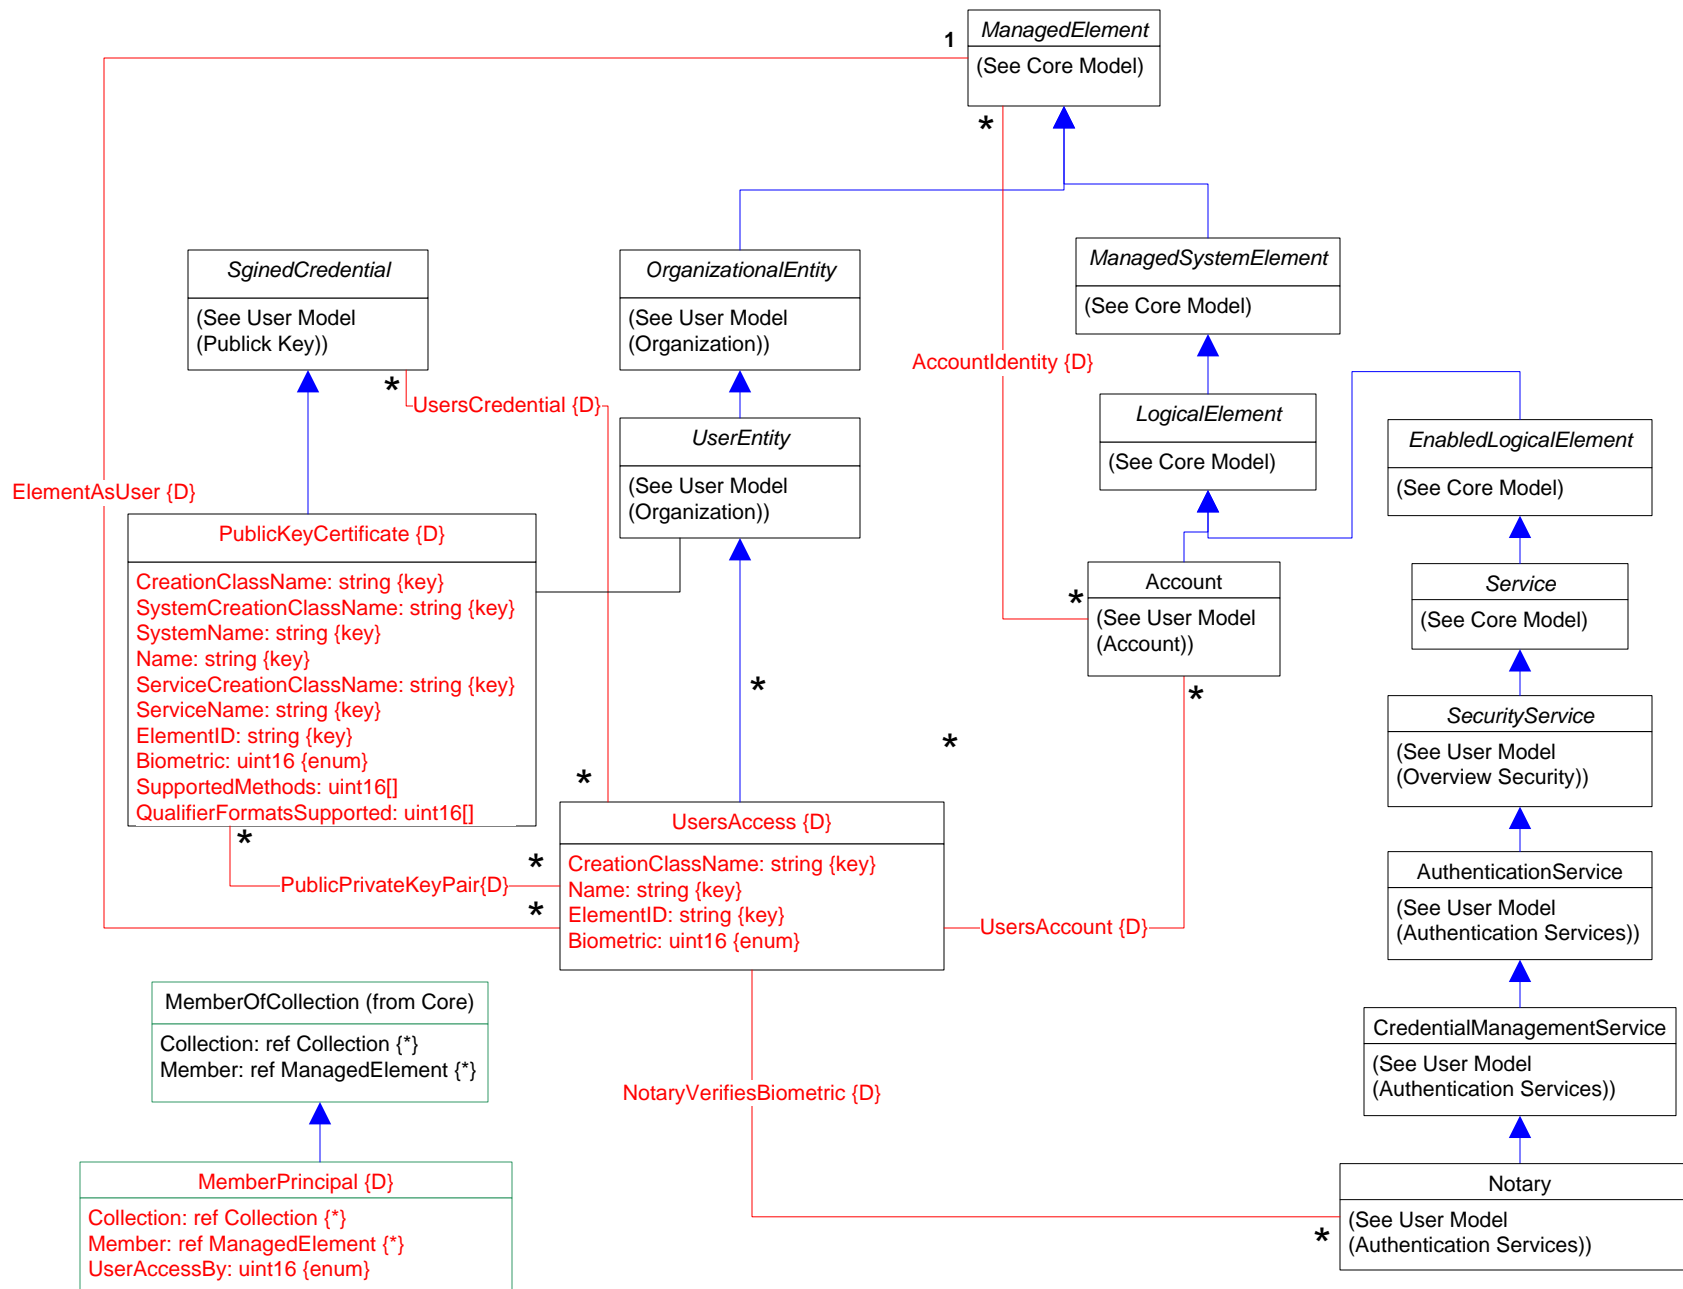 ManagedElement
1
(See Core Model)
*
SginedCredential
(See User Model
(Publick Key))
*
OrganizationalEntity
(See User Model
(Organization))
ManagedSystemElement
(See Core Model)
AccountIdentity {D}
UsersCredential {D}
LogicalElement
(See Core Model)
UserEntity
(See User Model
(Organization))
EnabledLogicalElement
(See Core Model)
ElementAsUser {D}
PublicKeyCertificate {D}
CreationClassName: string {key}
SystemCreationClassName: string {key}
SystemName: string {key}
Name: string {key}
ServiceCreationClassName: string {key}
ServiceName: string {key}
ElementID: string {key}
Biometric: uint16 {enum}
SupportedMethods: uint16[]
QualifierFormatsSupported: uint16[]
*
Account
(See User Model
(Account))
*
*
Service
(See Core Model)
*
*
*
SecurityService
(See User Model
(Overview Security))
UsersAccess {D}
CreationClassName: string {key}
Name: string {key}
ElementID: string {key}
Biometric: uint16 {enum}
*
PublicPrivateKeyPair{D}
*
UsersAccount {D}
AuthenticationService
(See User Model
(Authentication Services))
MemberOfCollection (from Core)
Collection: ref Collection {*}
Member: ref ManagedElement {*}
CredentialManagementService
(See User Model
(Authentication Services))
NotaryVerifiesBiometric {D}
MemberPrincipal {D}
Collection: ref Collection {*}
Member: ref ManagedElement {*}
UserAccessBy: uint16 {enum}
Notary
(See User Model
(Authentication Services))
*